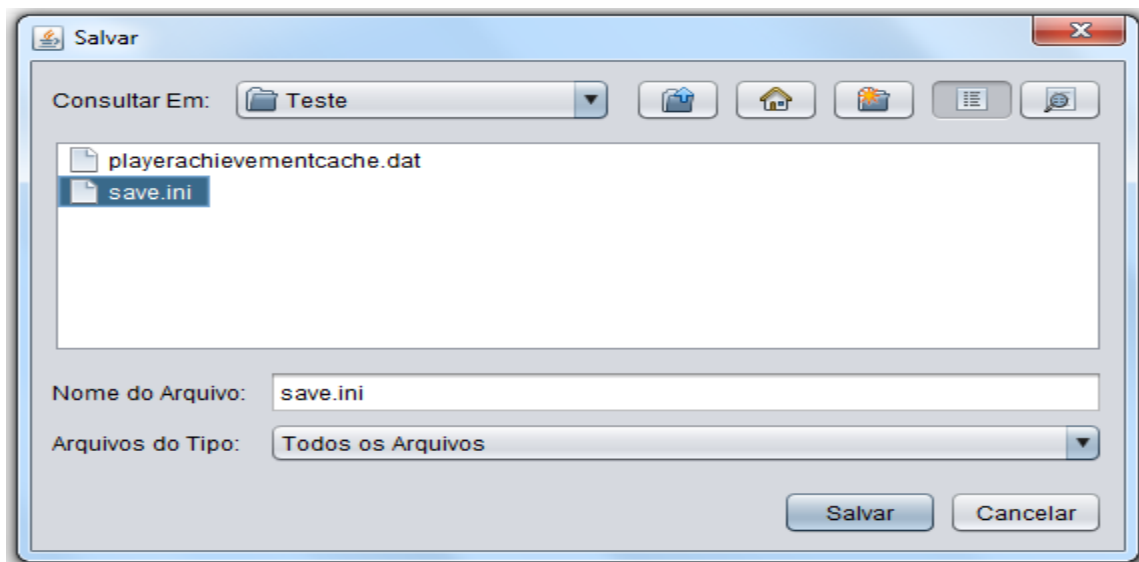 Salvar
Consultar Em: Teste
playerachievementcache.dat
save.ini
Nome do Arquivo: save.ini
Arquivos do Tipo: Todos os Arquivos
Salvar Cancelar